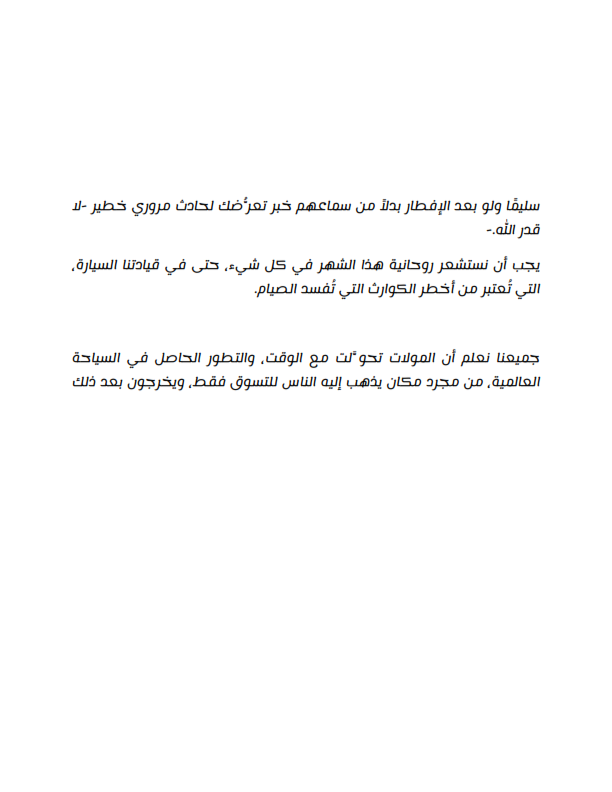 سليمًا ولو بعد الإفطار بدلاً من سماعهم خبر تعرُّضك لحادث مروري خطير -لا
قدر الله.-
يجب أن نستشعر روحانية هذا الشهر في كل شيء، حتى في قيادتنا السيارة،
التي تُعتبر من أخطر الكوارث التي تُفسد الصيام.
جميعنا نعلم أن المولات تحوَّلت مع الوقت، والتطور الحاصل في السياحة
العالمية، من مجرد مكان يذهب إليه الناس للتسوق فقط، ويخرجون بعد ذلك